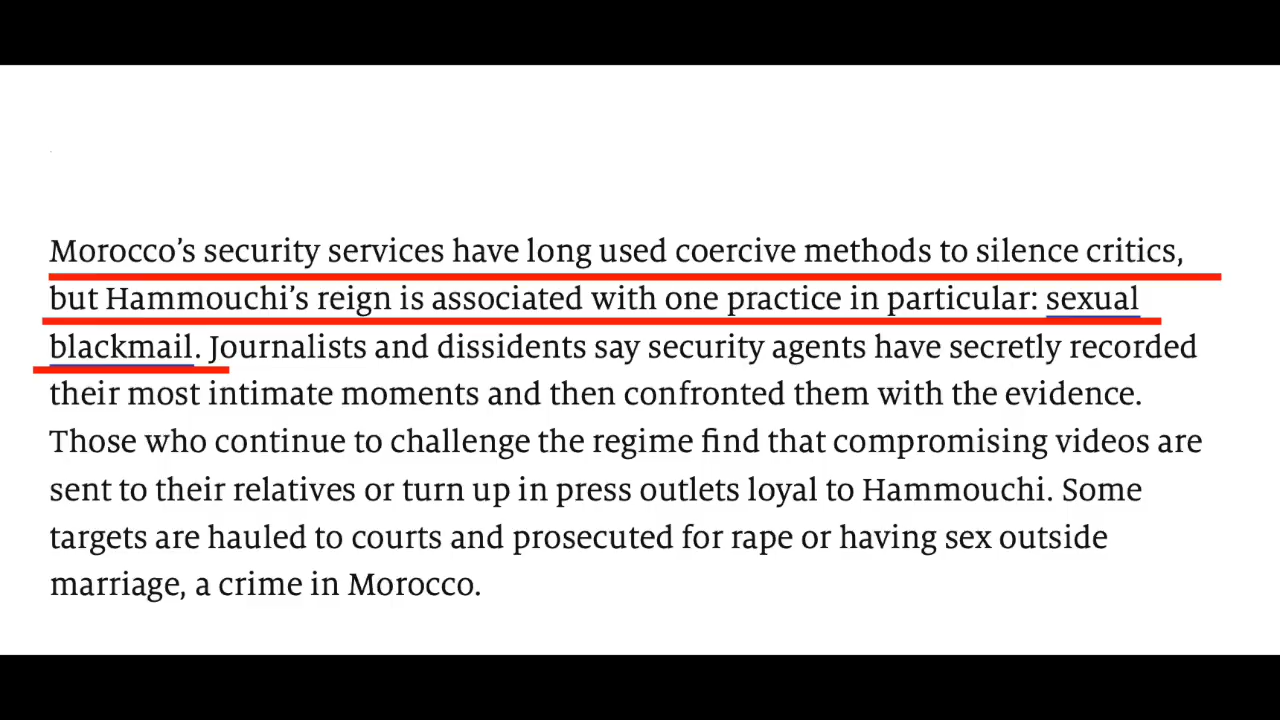 Morocco’s security services have long used coercive methods to silence critics,
but Hammouchi’s reign is associated with one practice in particular: sexual
blackmail. Journalists and dissidents say security agents have secretly recorded
their most intimate moments and then confronted them with the evidence.
Those who continue to challenge the regime find that compromising videos are
sent to their relatives or turn up in press outlets loyal to Hammouchi. Some
targets are hauled to courts and prosecuted for rape or having sex outside
marriage, a crime in Morocco.